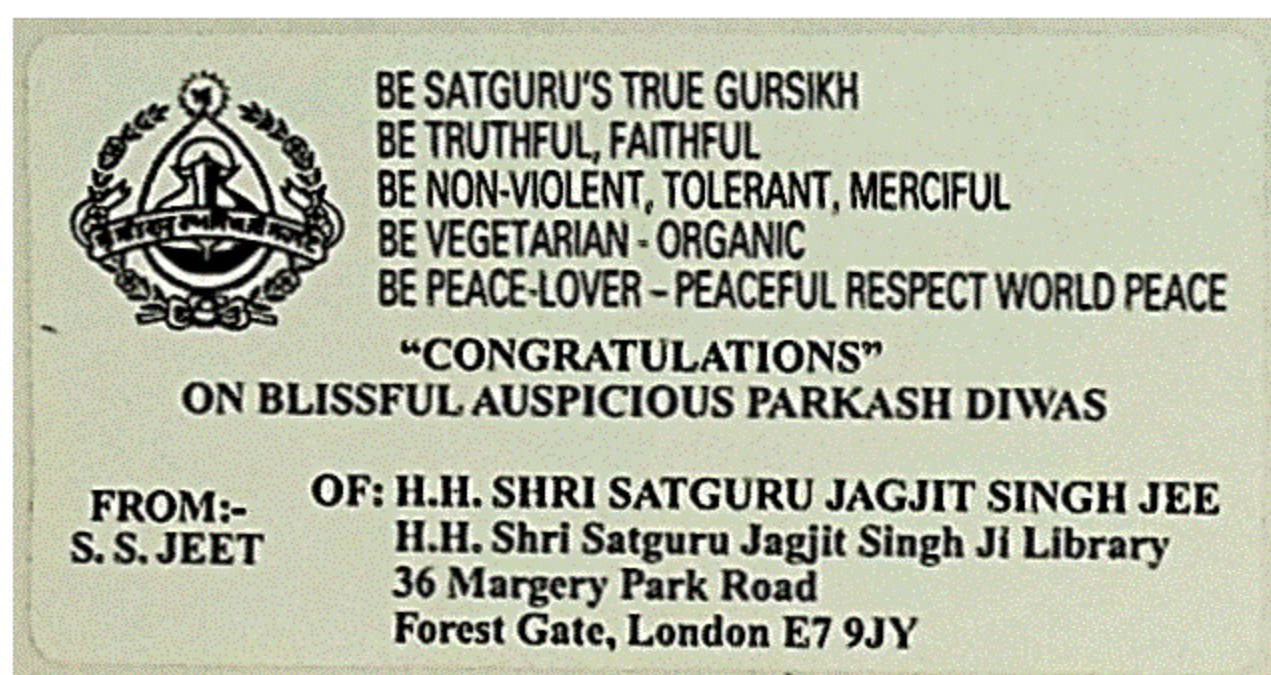 BE SATGURU'S TRUE GURSIKH
BE TRUTHFUL, FAITHFUL
BE NON-VIOLENT, TOLERANT, MERCIFUL
BE VEGETARIAN - ORGANIC
BE PEACE-LOVER – PEACEFUL RESPECT WORLD PEACE
“CONGRATULATIONS”
ON BLISSFUL AUSPICIOUS PARKASH DIWAS
FROM:-
S. S. JEET
OF: H.H. SHRI SATGURU JAGJIT SINGH JEE
H.H. Shri Satguru Jagjit Singh Ji Library
36 Margery Park Road
Forest Gate, London E7 9JY